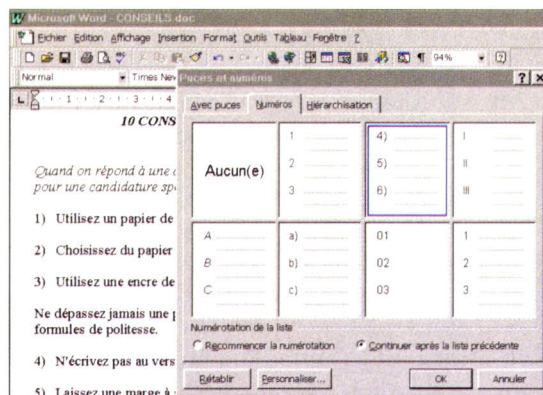 Microsoft Word - CONSEILS.doc
Fichier Edition Affichage Insertion Format Outils Tableau Fenêtre ?
94%
Normal Times New
Puces et numéros
1 2 3 4
Avec puces Numéros Hiérarchisation
10 CONS
Quand on répond à une
pour une candidature sp
1) Utilisez un papier de
2) Choisissez du papier
3) Utilisez une encre de
Ne dépassez jamais une p
formules de politesse.
4) N'écrivez pas au vers
5) Laissez une marge à
Aucun(e)
1
2
3
4)
5)
6)
I
II
III
A
B
C
a)
b)
c)
01
02
03
1
2
3
Numérotation de la liste
Recommencer la numérotation Continuer après la liste précédente
Rétablir Personnaliser... OK Annuler